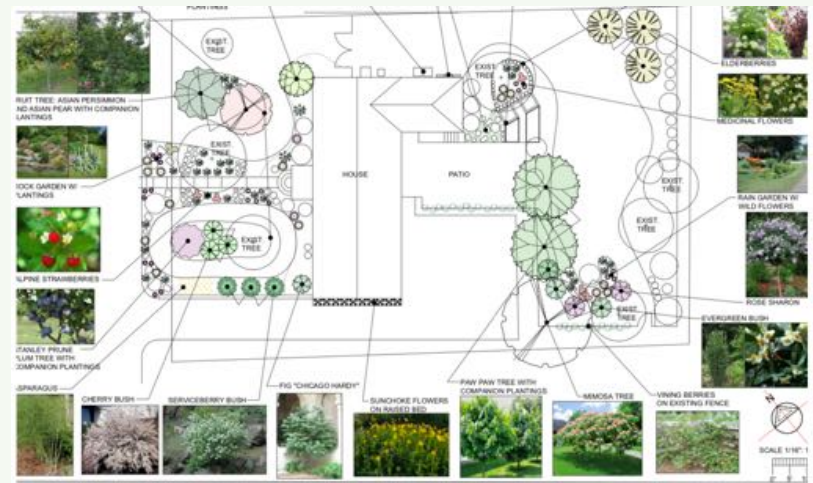 PLANTINGS
EXIST.
TREE
EXIST.
TREE
ELDERBERRIES
RUIT TREE: ASIAN PERSIMMON
ND ASIAN PEAR WITH COMPANION
LANTINGS
MEDICINAL FLOWERS
EXIST.
TREE
OCK GARDEN W/
LANTINGS
HOUSE
PATIO
EXIST.
TREE
RAIN GARDEN W/
WILD FLOWERS
EXIST.
TREE
EXIST.
TREE
ALPINE STRAWBERRIES
ROSE SHARON
EXIST.
TREE
EVERGREEN BUSH
STANLEY PRUNE
PLUM TREE WITH
COMPANION PLANTINGS
ASPARAGUS
CHERRY BUSH
SERVICEBERRY BUSH
FIG "CHICAGO HARDY"
SUNCHOKE FLOWERS
ON RAISED BED
PAW PAW TREE WITH
COMPANION PLANTINGS
MIMOSA TREE
VINING BERRIES
ON EXISTING FENCE
N
SCALE 1/16": 1